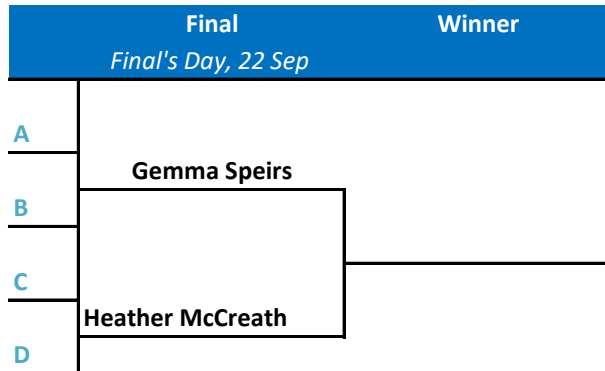 Final Winner
Final's Day, 22 Sep
A
Gemma Speirs
B
C
Heather McCreath
D